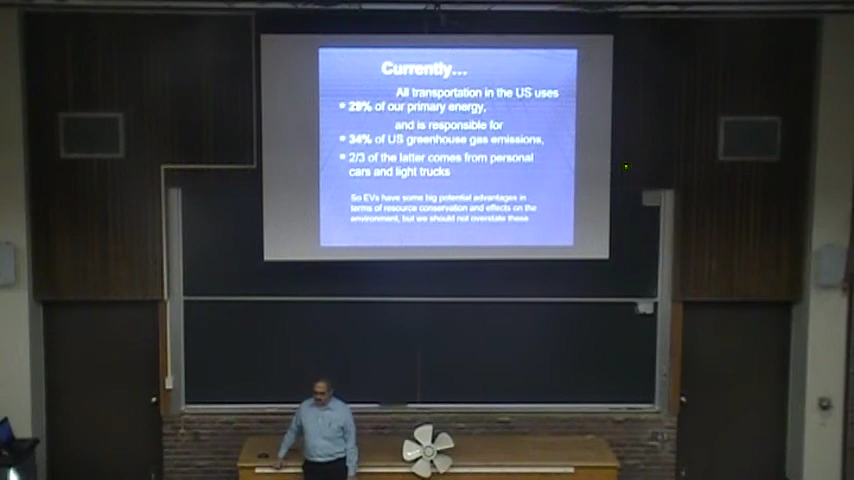 Currently...
All transportation in the US uses
29% of our primary energy,
and is responsible for
34% of US greenhouse gas emissions,
2/3 of the latter comes from personal
cars and light trucks
So EVs have some big potential advantages in
terms of resource conservation and effects on the
environment, but we should not overstate these